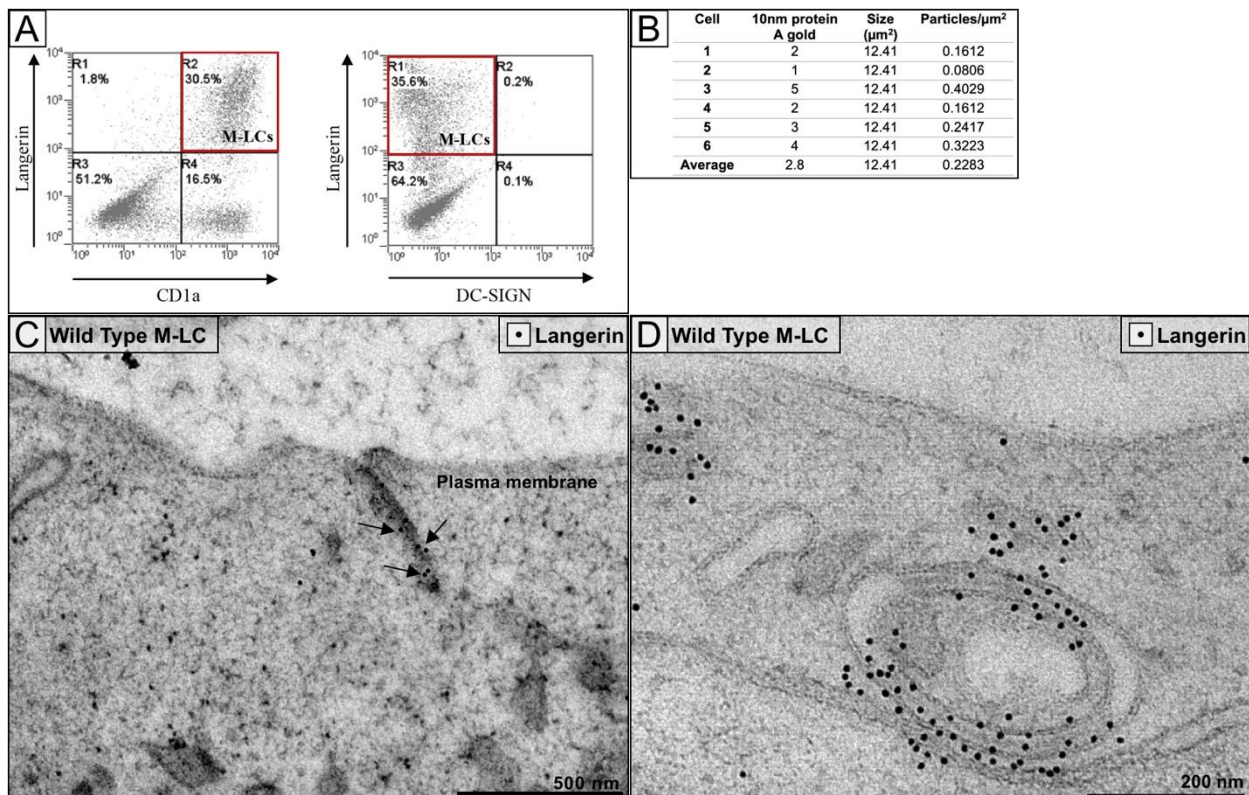 A
R1
1.8%
R2
30.5%
M-LCs
R3
51.2%
R4
16.5%
10⁴
10³
10²
10¹
10⁰
10⁰ 10¹ 10² 10³ 10⁴
Langerin
CD1a
R1
35.6%
R2
0.2%
M-LCs
R3
64.2%
R4
0.1%
10⁴
10³
10²
10¹
10⁰
10⁰ 10¹ 10² 10³ 10⁴
Langerin
DC-SIGN
B
Cell 10nm protein A gold Size (µm²) Particles/µm²
1 2 12.41 0.1612
2 1 12.41 0.0806
3 5 12.41 0.4029
4 2 12.41 0.1612
5 3 12.41 0.2417
6 4 12.41 0.3223
Average 2.8 12.41 0.2283
C Wild Type M-LC
Langerin
Plasma membrane
500 nm
D Wild Type M-LC
Langerin
200 nm